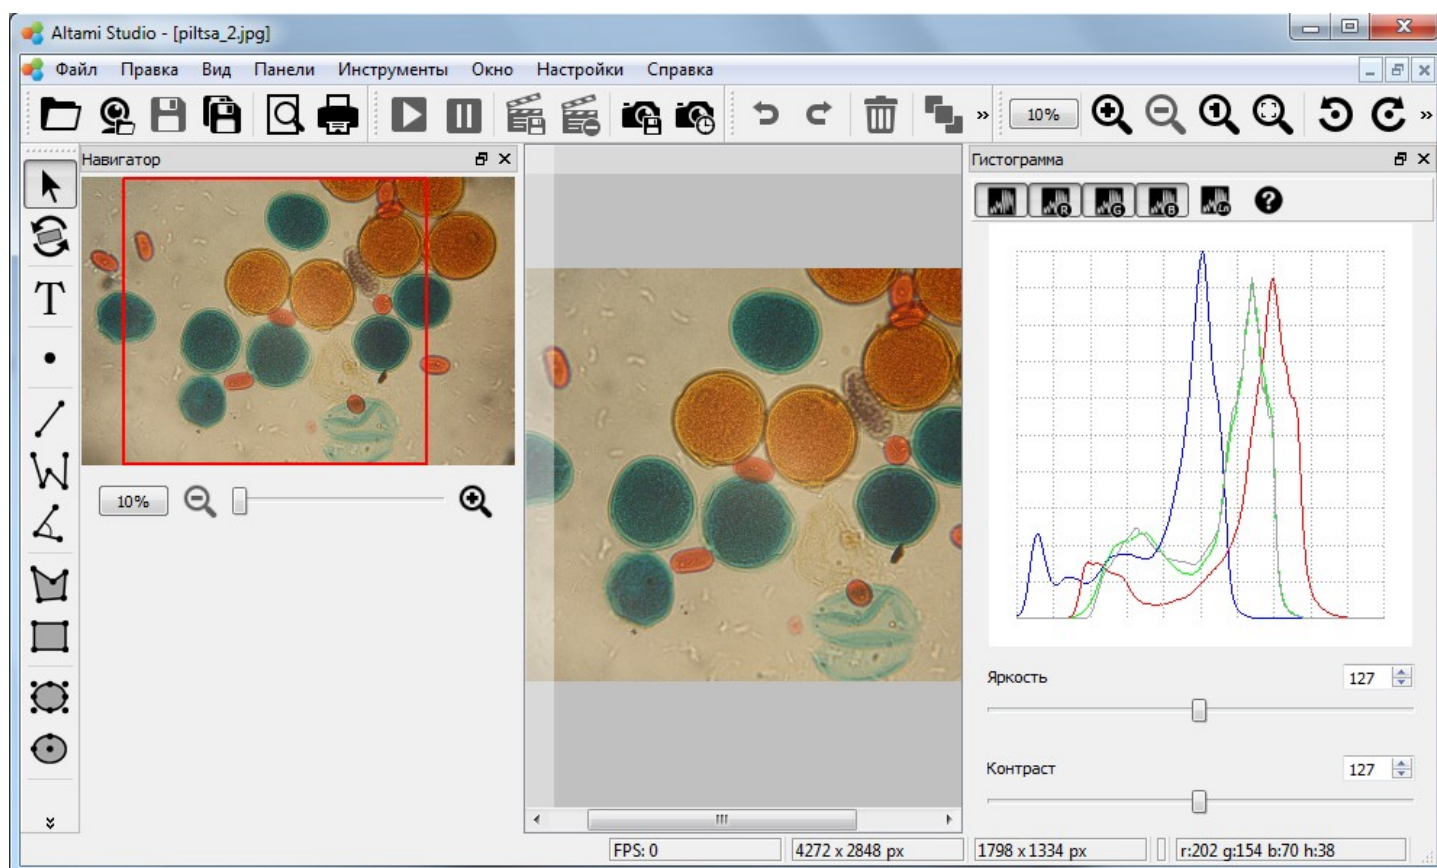 Altami Studio - [piltsa_2.jpg]
Файл Правка Вид Панели Инструменты Окно Настройки Справка
10%
Навигатор
Гистограмма
R G B Ln ?
T
10%
Яркость 127
Контраст 127
FPS: 0 4272 x 2848 px 1798 x 1334 px r:202 g:154 b:70 h:38